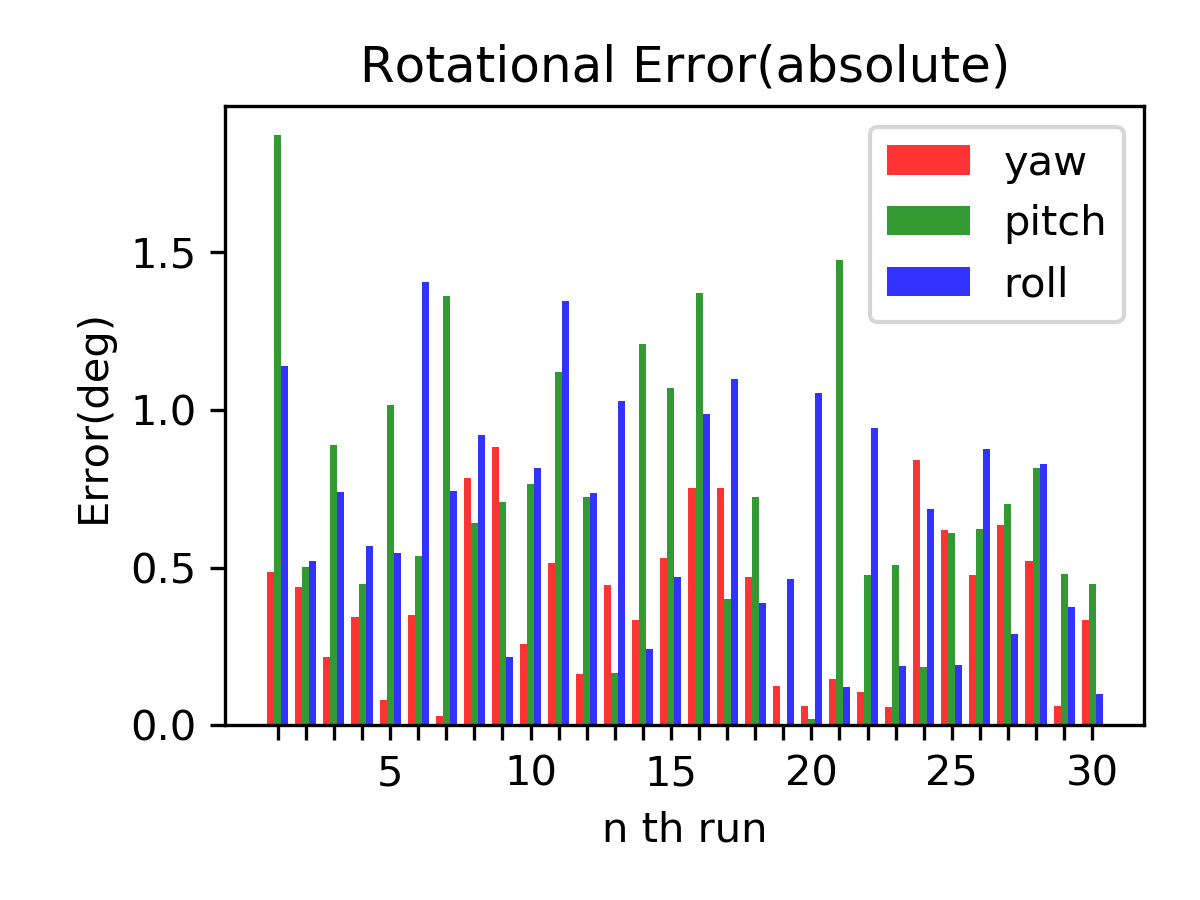 Rotational Error(absolute)
yaw
pitch
roll
Error(deg)
1.5
1.0
0.5
0.0
5 10 15 20 25 30
n th run